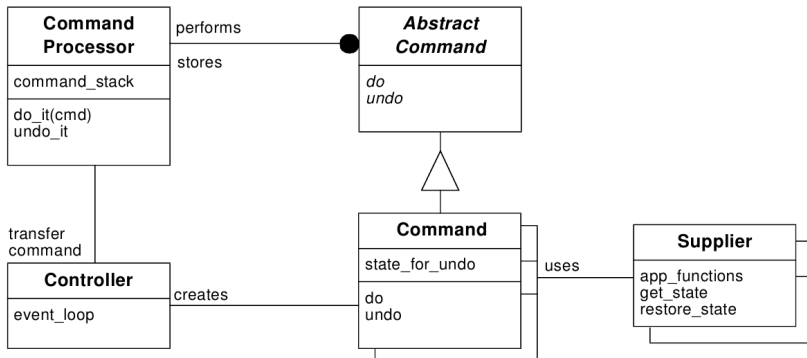 Command
Processor
command_stack
do_it(cmd)
undo_it
performs
stores
Abstract
Command
do
undo
transfer
command
Controller
event_loop
creates
Command
state_for_undo
do
undo
uses
Supplier
app_functions
get_state
restore_state